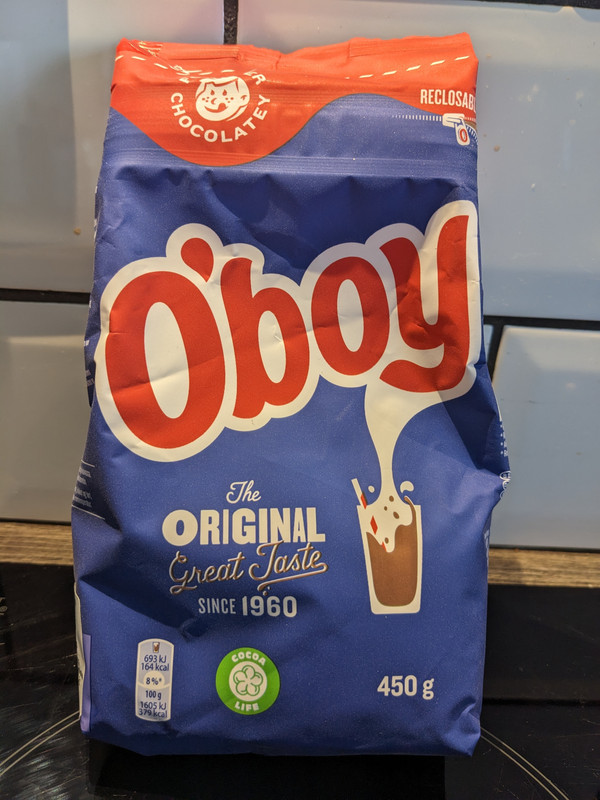 CHOCOLATEY
RECLOSAB
O'boy
The
ORIGINAL
Great Taste
SINCE 1960
693 kJ
164 kcal
8 %*
100 g
1605 kJ
379 kcal
COCOA
LIFE
450 g